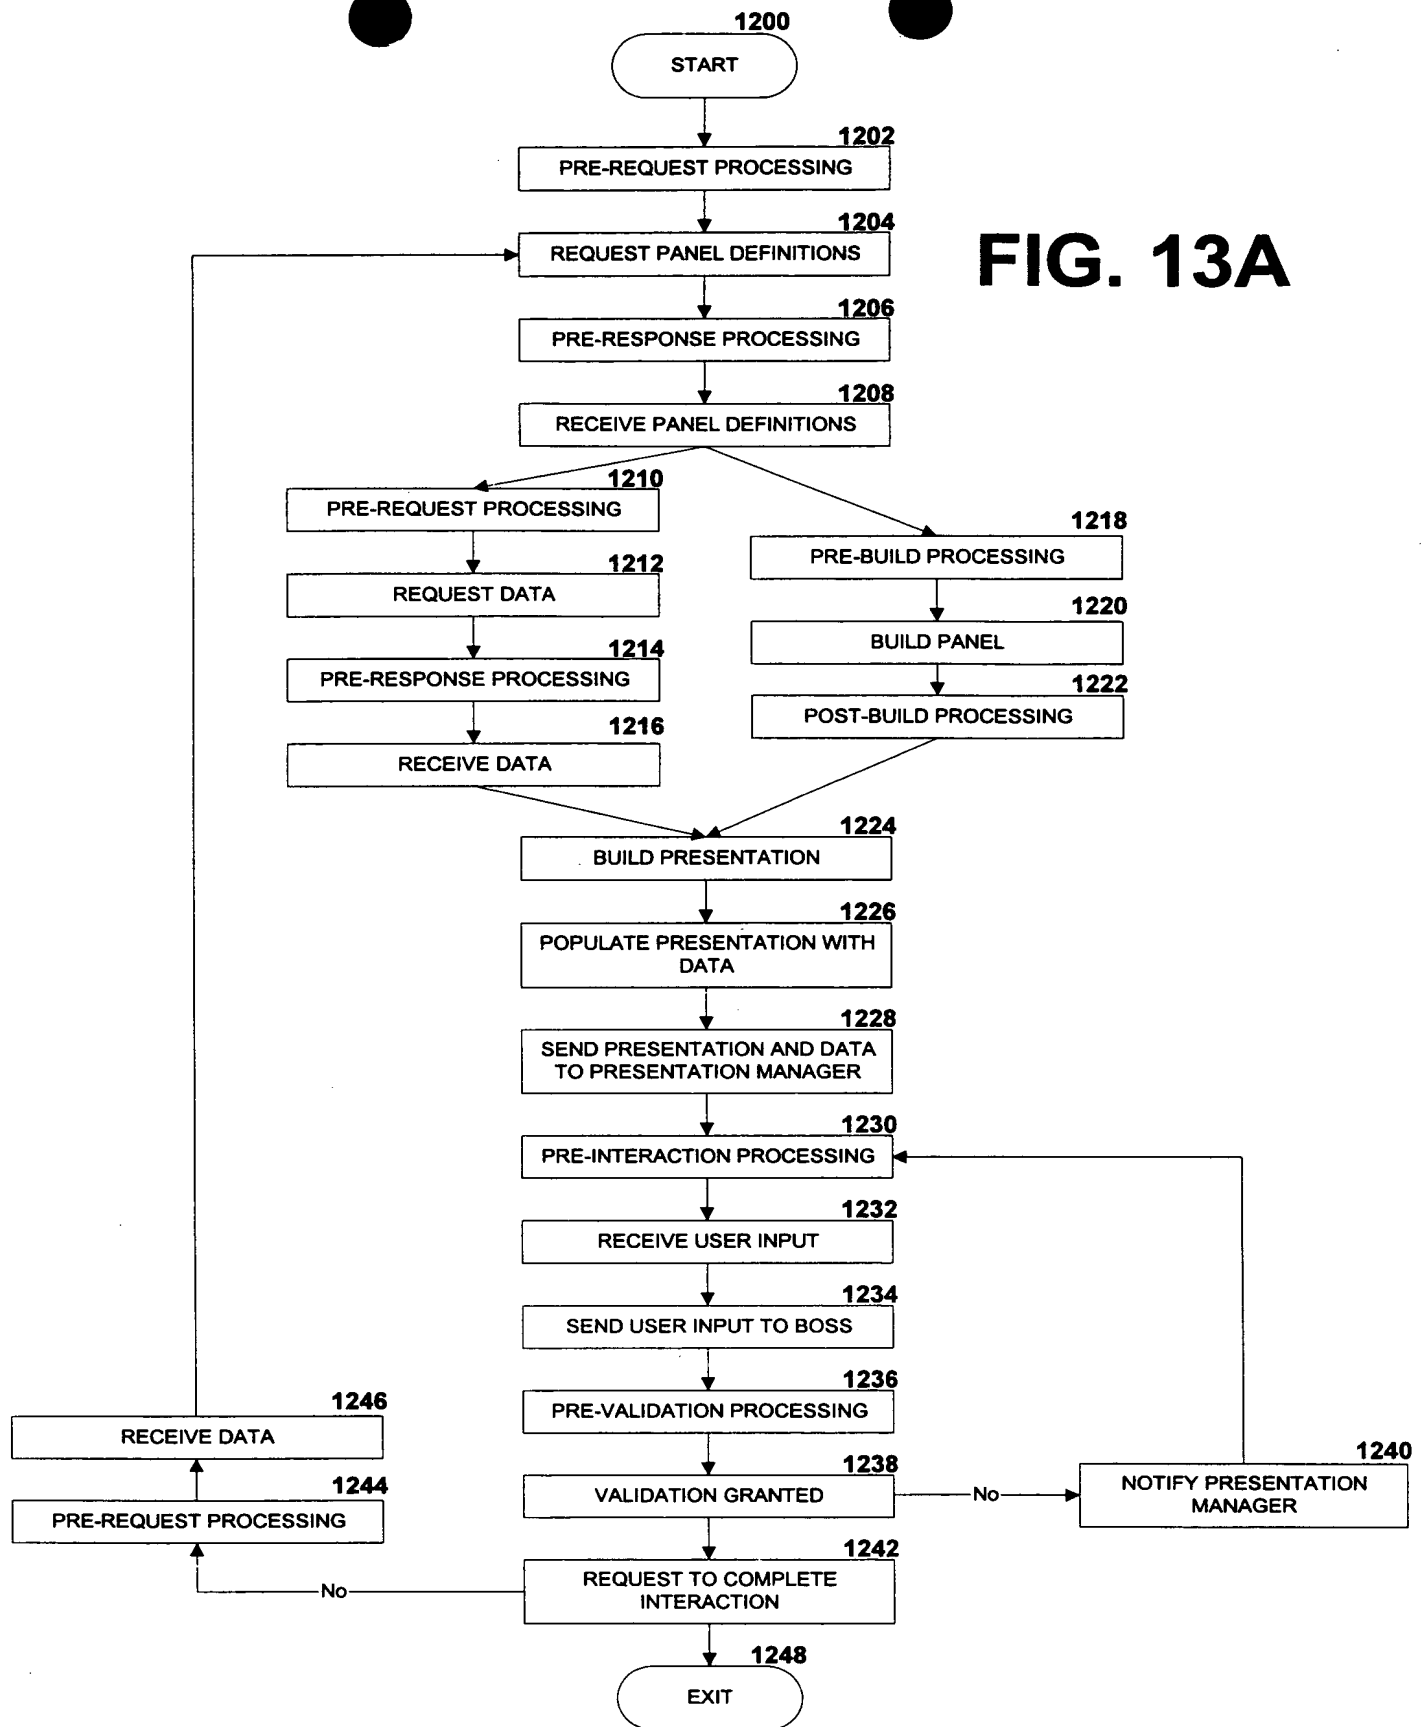 1200
START
1202
PRE-REQUEST PROCESSING
1204
REQUEST PANEL DEFINITIONS
FIG. 13A
1206
PRE-RESPONSE PROCESSING
1208
RECEIVE PANEL DEFINITIONS
1210
PRE-REQUEST PROCESSING
1212
REQUEST DATA
1214
PRE-RESPONSE PROCESSING
1216
RECEIVE DATA
1218
PRE-BUILD PROCESSING
1220
BUILD PANEL
1222
POST-BUILD PROCESSING
1224
BUILD PRESENTATION
1226
POPULATE PRESENTATION WITH
DATA
1228
SEND PRESENTATION AND DATA
TO PRESENTATION MANAGER
1230
PRE-INTERACTION PROCESSING
1232
RECEIVE USER INPUT
1234
SEND USER INPUT TO BOSS
1236
PRE-VALIDATION PROCESSING
1238
VALIDATION GRANTED
No
1240
NOTIFY PRESENTATION
MANAGER
1242
REQUEST TO COMPLETE
INTERACTION
No
1244
PRE-REQUEST PROCESSING
1246
RECEIVE DATA
1248
EXIT